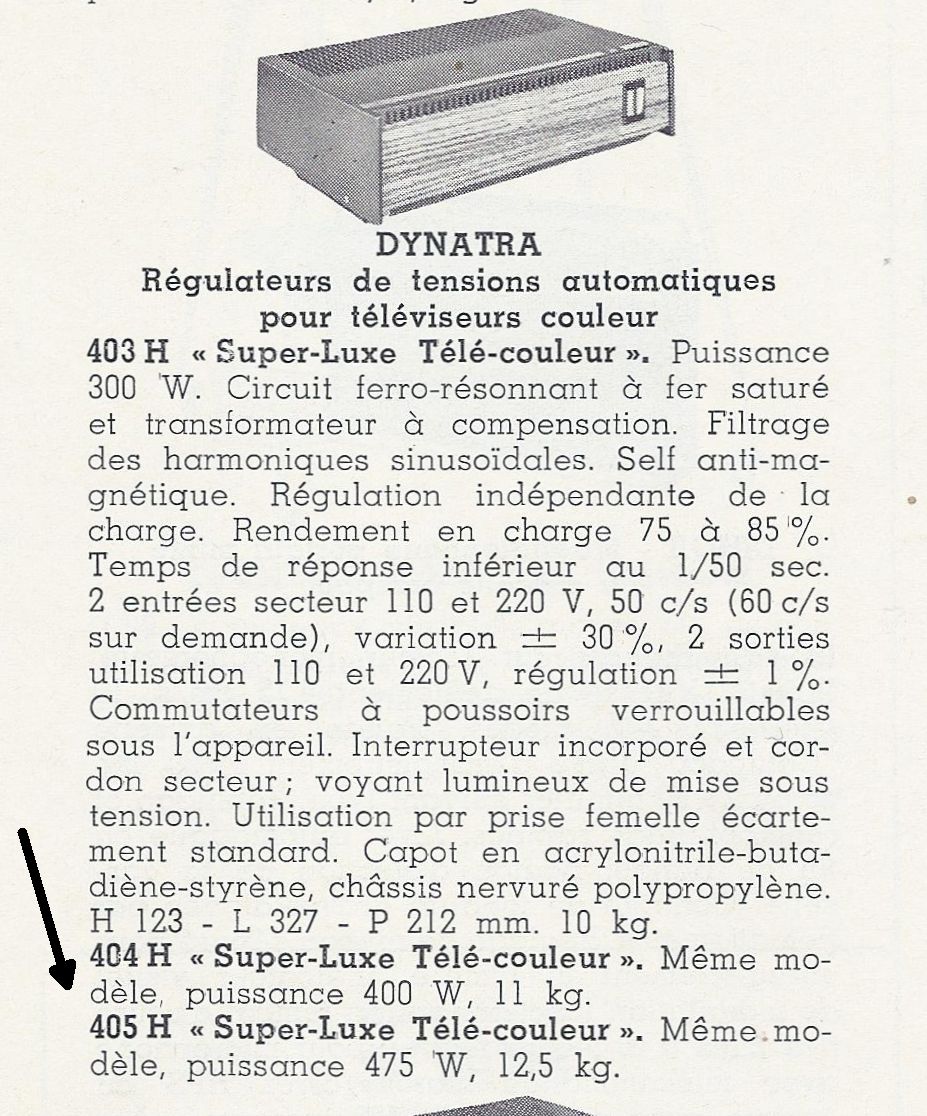 DYNATRA
Régulateurs de tensions automatiques
pour téléviseurs couleur
403 H « Super-Luxe Télé-couleur ». Puissance
300 W. Circuit ferro-résonnant à fer saturé
et transformateur à compensation. Filtrage
des harmoniques sinusoïdales. Self anti-ma-
gnétique. Régulation indépendante de la
charge. Rendement en charge 75 à 85 %.
Temps de réponse inférieur au 1/50 sec.
2 entrées secteur 110 et 220 V, 50 c/s (60 c/s
sur demande), variation ± 30 %, 2 sorties
utilisation 110 et 220 V, régulation ± 1 %.
Commutateurs à poussoirs verrouillables
sous l'appareil. Interrupteur incorporé et cor-
don secteur ; voyant lumineux de mise sous
tension. Utilisation par prise femelle écarte-
ment standard. Capot en acrylonitrile-buta-
diène-styrène, châssis nervuré polypropylène.
H 123 - L 327 - P 212 mm. 10 kg.
404 H « Super-Luxe Télé-couleur ». Même mo-
dèle, puissance 400 W, 11 kg.
405 H « Super-Luxe Télé-couleur ». Même mo-
dèle, puissance 475 W, 12,5 kg.